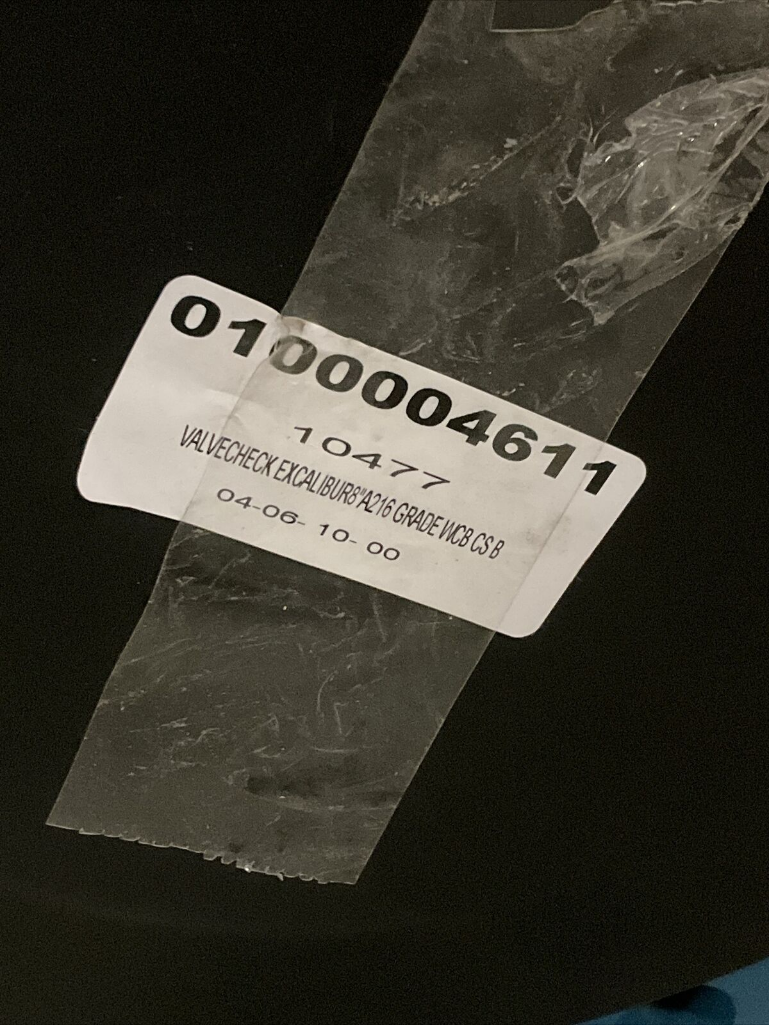 0100004611
10477
VALVECHECK EXCALIBUR8"A216 GRADE WCB CS B
04-06- 10- 00